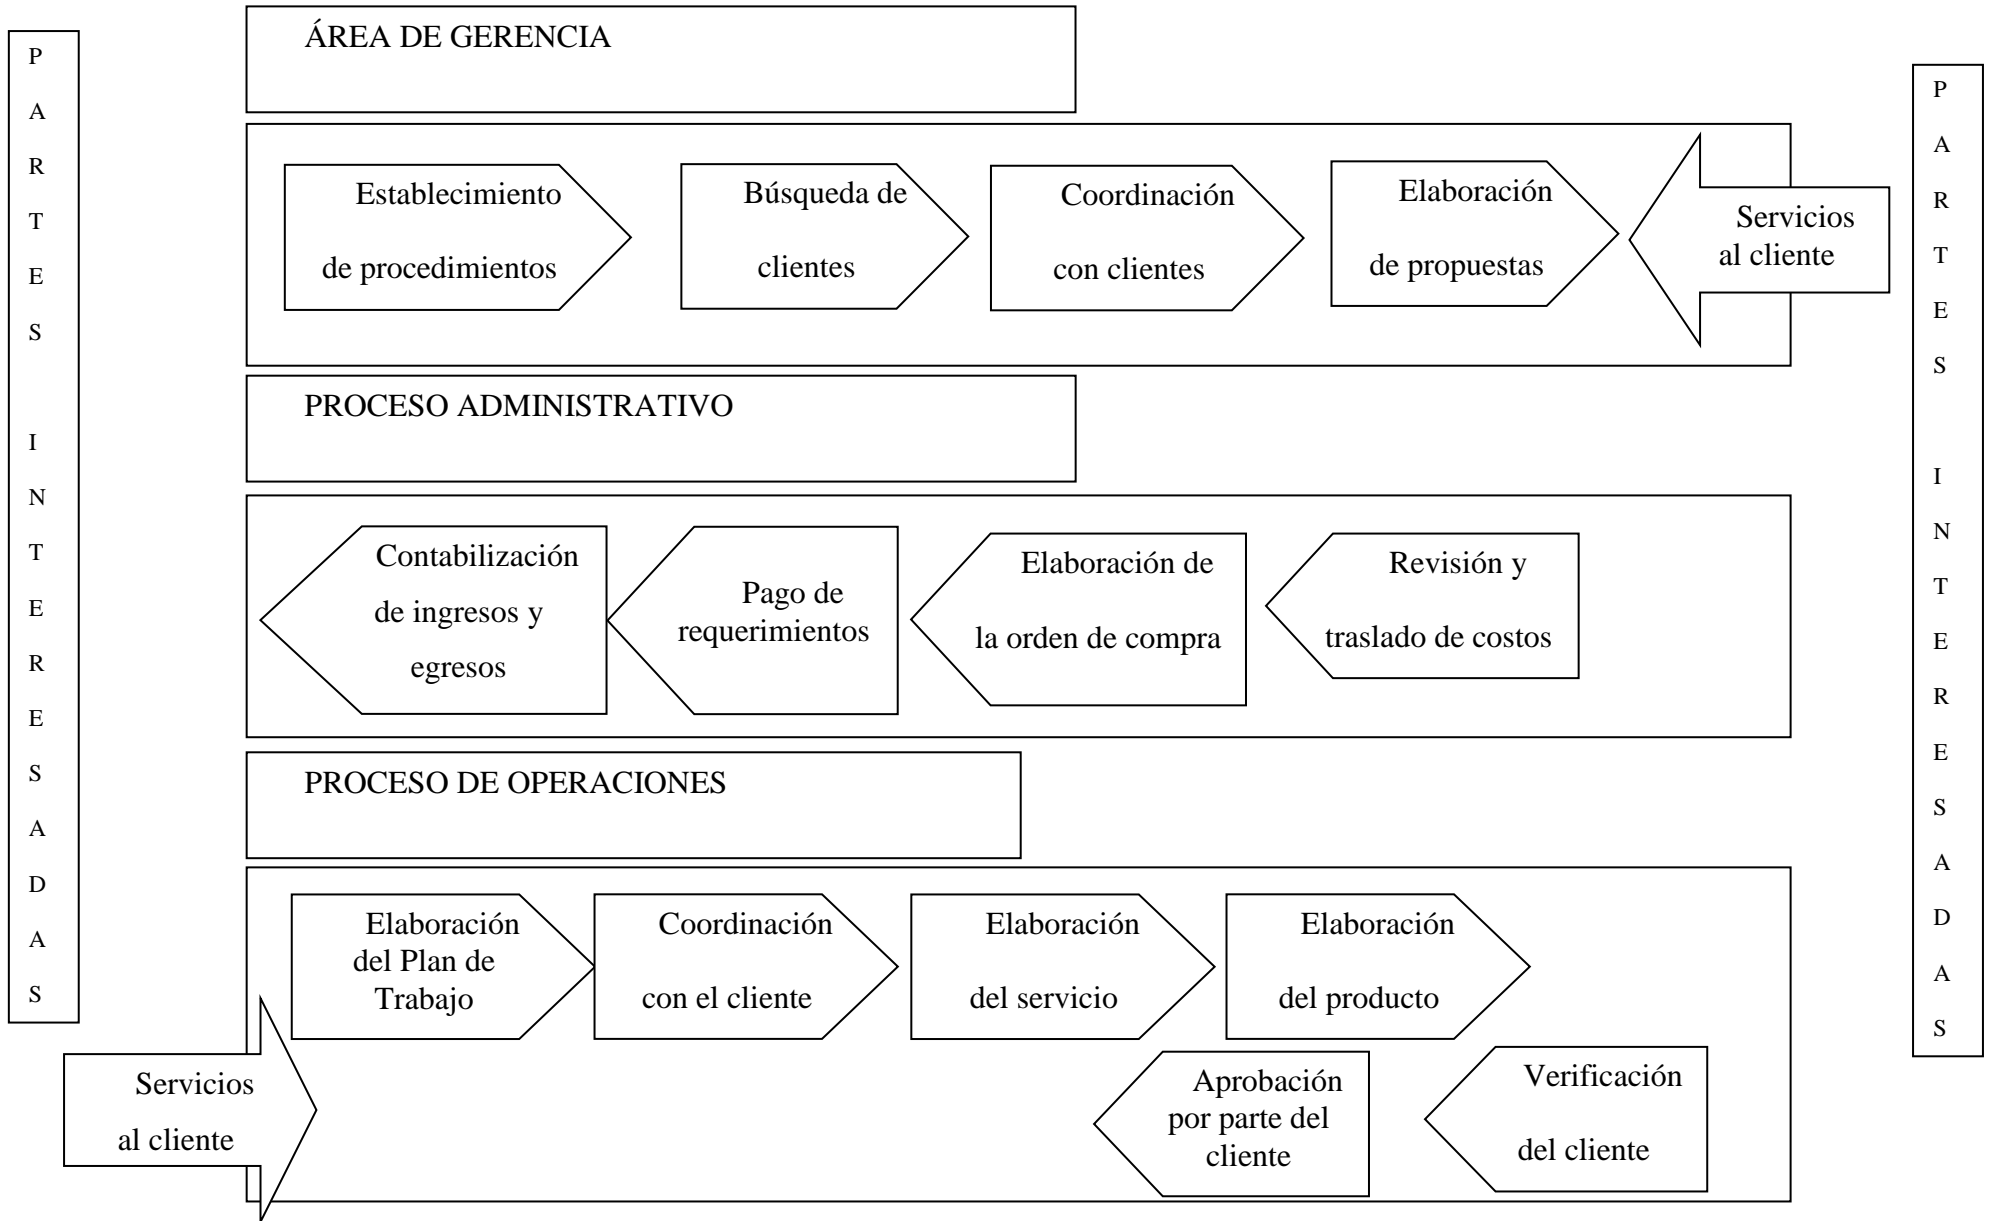 P
A
R
T
E
S
I
N
T
E
R
E
S
A
D
A
S
ÁREA DE GERENCIA
Establecimiento
de procedimientos
Búsqueda de
clientes
Coordinación
con clientes
Elaboración
de propuestas
Servicios
al cliente
PROCESO ADMINISTRATIVO
Contabilización
de ingresos y
egresos
Pago de
requerimientos
Elaboración de
la orden de compra
Revisión y
traslado de costos
PROCESO DE OPERACIONES
Elaboración
del Plan de
Trabajo
Coordinación
con el cliente
Elaboración
del servicio
Elaboración
del producto
Servicios
al cliente
Aprobación
por parte del
cliente
Verificación
del cliente
P
A
R
T
E
S
I
N
T
E
R
E
S
A
D
A
S